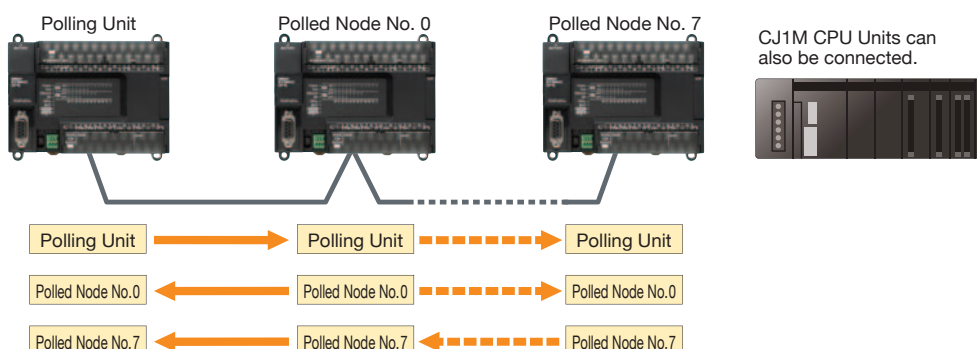 Polling Unit
Polled Node No. 0
Polled Node No. 7
CJ1M CPU Units can
also be connected.
Polling Unit
Polling Unit
Polling Unit
Polled Node No.0
Polled Node No.0
Polled Node No.0
Polled Node No.7
Polled Node No.7
Polled Node No.7